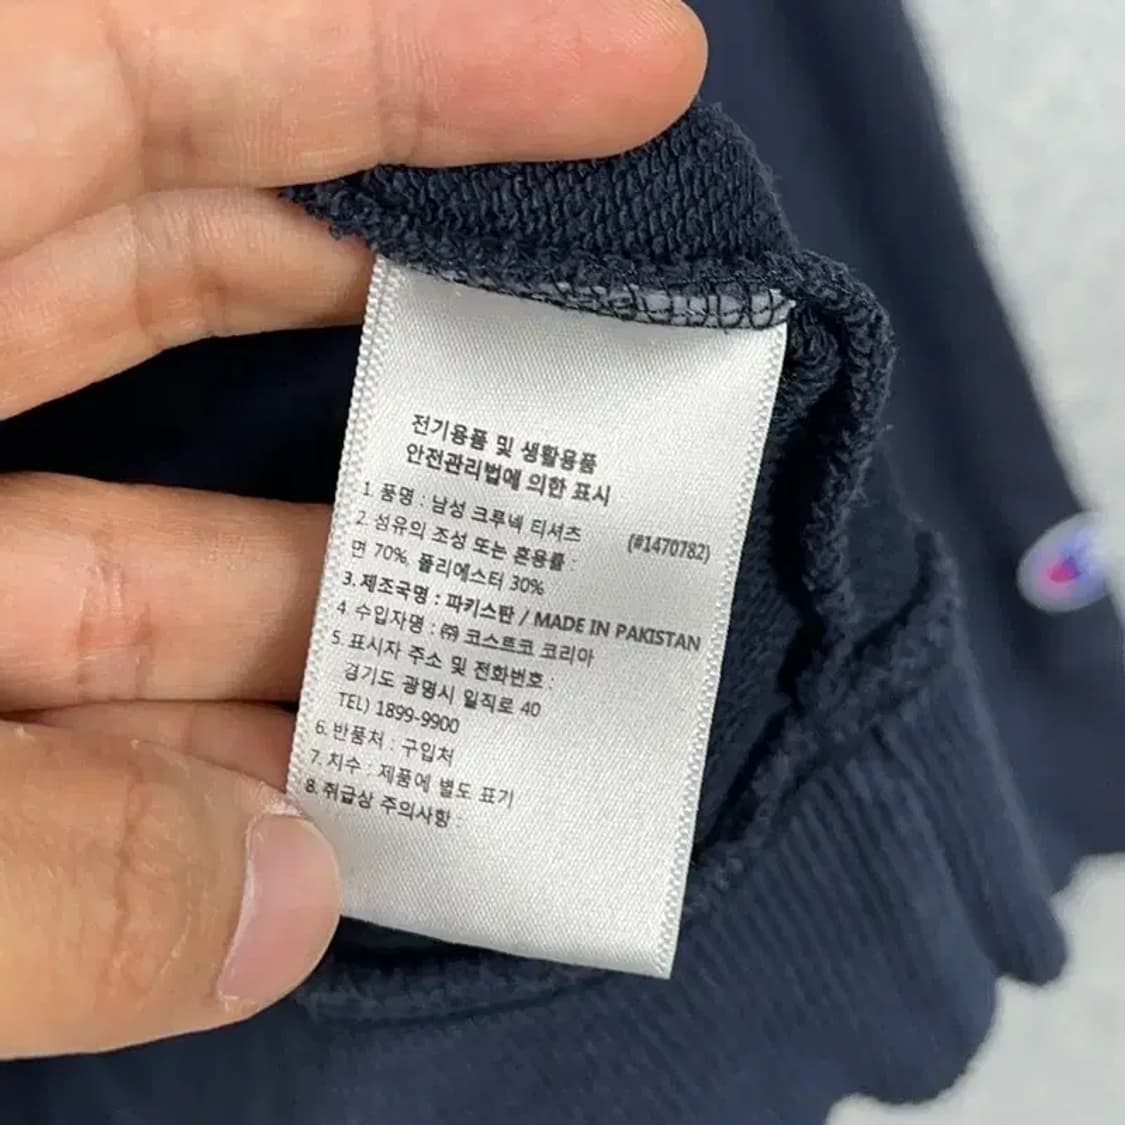 전기용품 및 생활용품
안전관리법에 의한 표시
1. 품명 : 남성 크루넥 티셔츠 (#1470782)
2. 섬유의 조성 또는 혼용률 :
면 70%, 폴리에스터 30%
3. 제조국명 : 파키스탄 / MADE IN PAKISTAN
4. 수입자명 : ㈜ 코스트코 코리아
5. 표시자 주소 및 전화번호 :
경기도 광명시 일직로 40
TEL) 1899-9900
6. 반품처 : 구입처
7. 치수 : 제품에 별도 표기
8. 취급상 주의사항 :